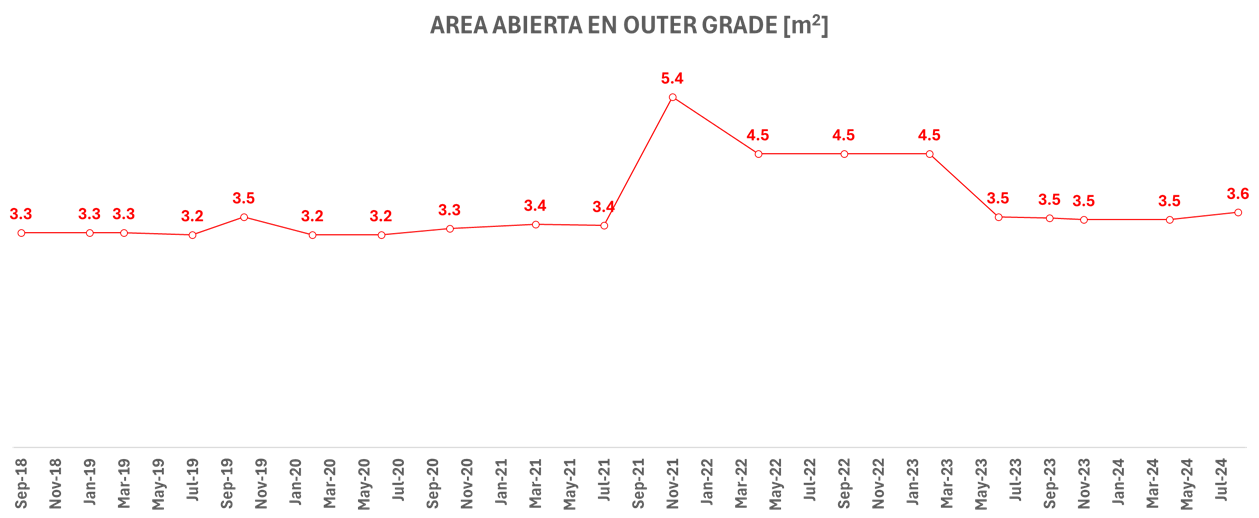 AREA ABIERTA EN OUTER GRADE [m²]
5.4
4.5 4.5 4.5
3.3 3.3 3.3 3.2 3.5 3.2 3.2 3.3 3.4 3.4 3.5 3.5 3.5 3.5 3.6
Sep-18 Nov-18 Jan-19 Mar-19 May-19 Jul-19 Sep-19 Nov-19 Jan-20 Mar-20 May-20 Jul-20 Sep-20 Nov-20 Jan-21 Mar-21 May-21 Jul-21 Sep-21 Nov-21 Jan-22 Mar-22 May-22 Jul-22 Sep-22 Nov-22 Jan-23 Mar-23 May-23 Jul-23 Sep-23 Nov-23 Jan-24 Mar-24 May-24 Jul-24